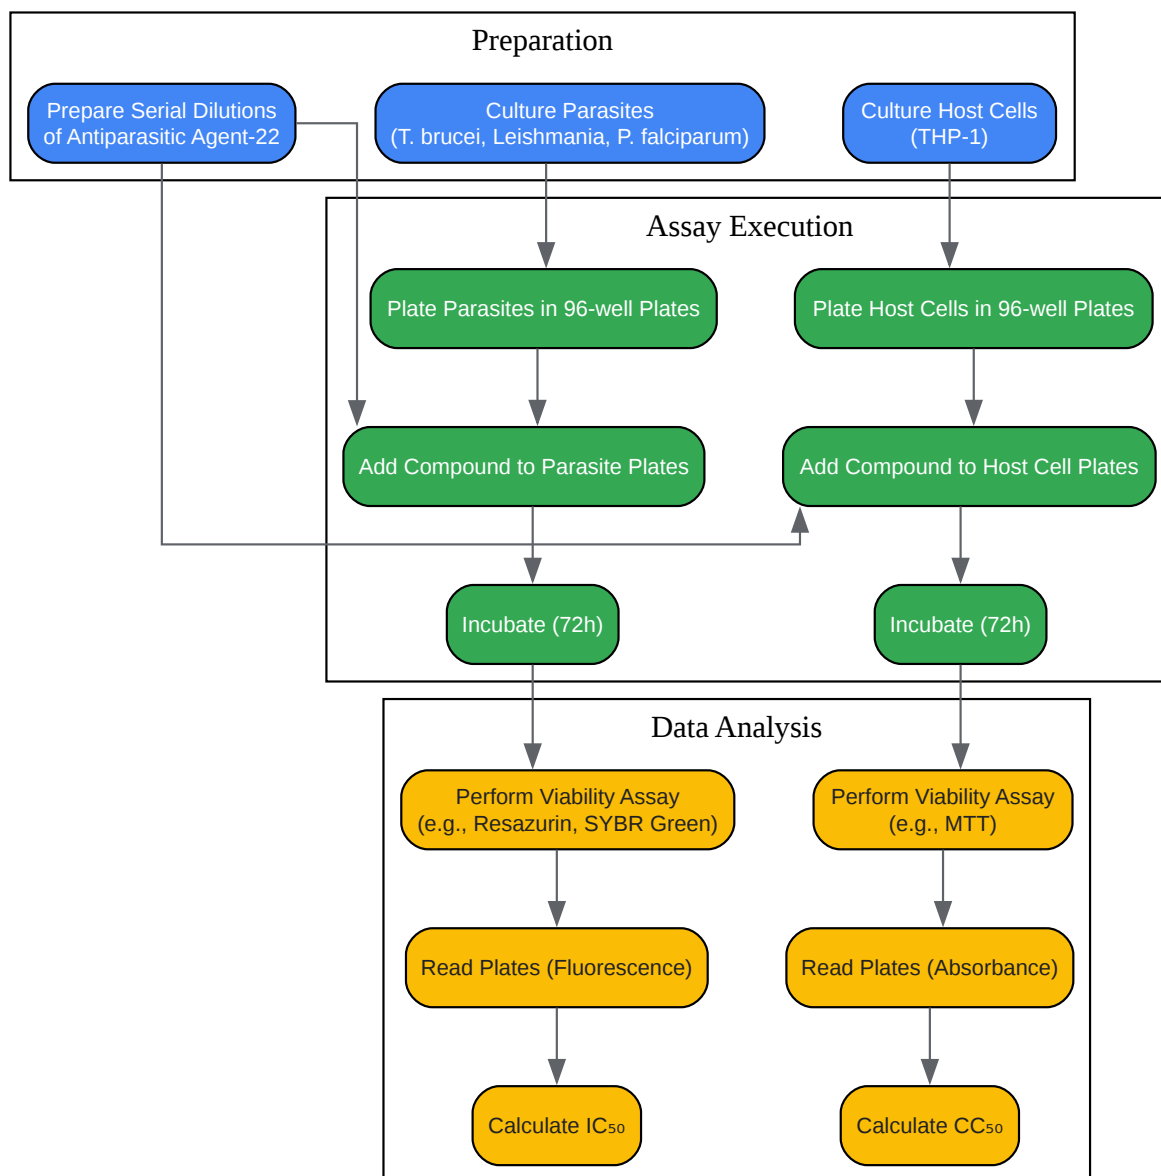 Preparation
Prepare Serial Dilutions
of Antiparasitic Agent-22
Culture Parasites
(T. brucei, Leishmania, P. falciparum)
Culture Host Cells
(THP-1)
Assay Execution
Plate Parasites in 96-well Plates
Plate Host Cells in 96-well Plates
Add Compound to Parasite Plates
Add Compound to Host Cell Plates
Incubate (72h)
Incubate (72h)
Data Analysis
Perform Viability Assay
(e.g., Resazurin, SYBR Green)
Perform Viability Assay
(e.g., MTT)
Read Plates (Fluorescence)
Read Plates (Absorbance)
Calculate IC₅₀
Calculate CC₅₀